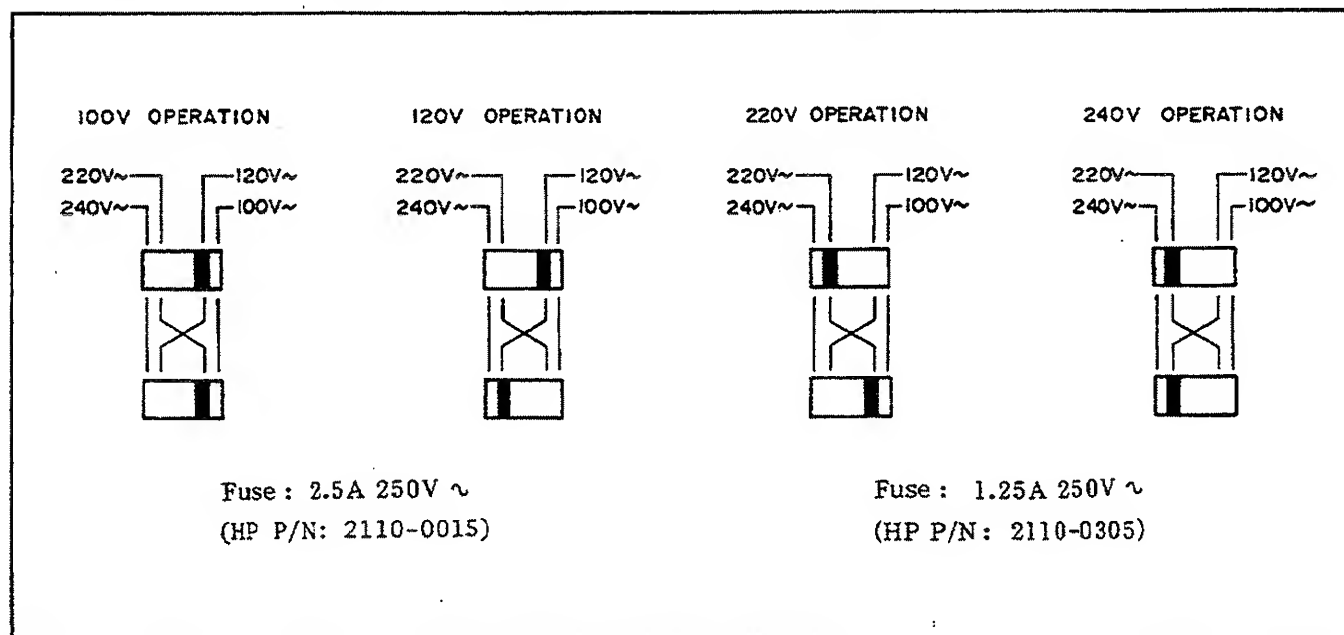 100V OPERATION
220V~ 120V~
240V~ 100V~
120V OPERATION
220V~ 120V~
240V~ 100V~
220V OPERATION
220V~ 120V~
240V~ 100V~
240V OPERATION
220V~ 120V~
240V~ 100V~
Fuse : 2.5A 250V ~
(HP P/N: 2110-0015)
Fuse : 1.25A 250V ~
(HP P/N: 2110-0305)